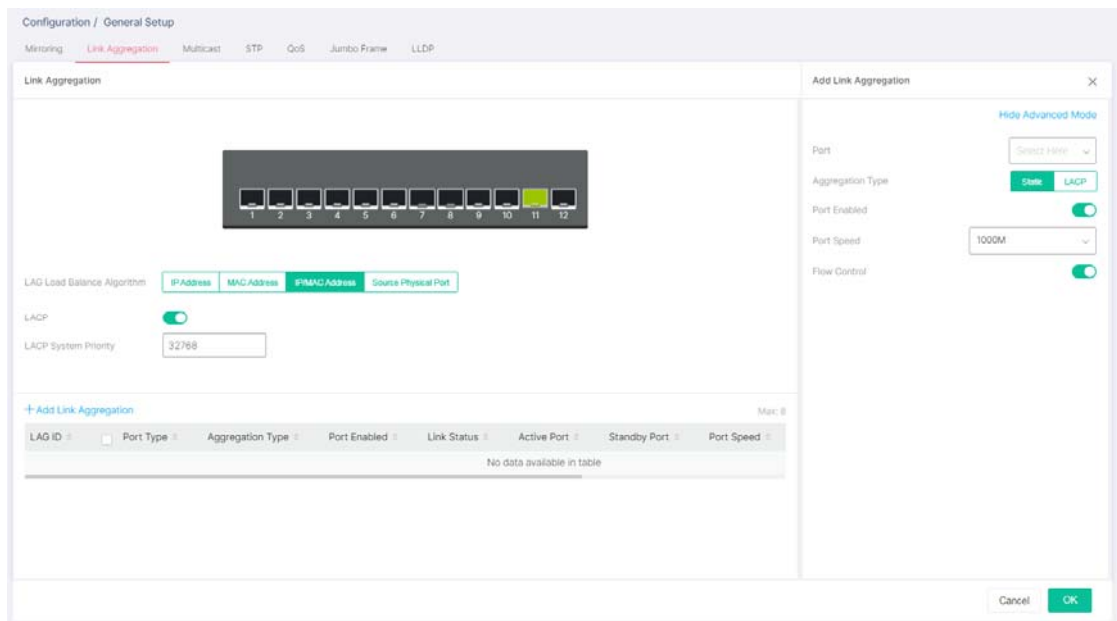 Configuration / General Setup
Mirroring Link Aggregation Multicast STP QoS Jumbo Frame LLDP
Link Aggregation
1 2 3 4 5 6 7 8 9 10 11 12
LAG Load Balance Algorithm IP Address MAC Address IP/MAC Address Source Physical Port
LACP
LACP System Priority 32768
+ Add Link Aggregation Max: 8
LAG ID Port Type Aggregation Type Port Enabled Link Status Active Port Standby Port Port Speed
No data available in table
Add Link Aggregation
Hide Advanced Mode
Port Select Here
Aggregation Type Static LACP
Port Enabled
Port Speed 1000M
Flow Control
Cancel OK